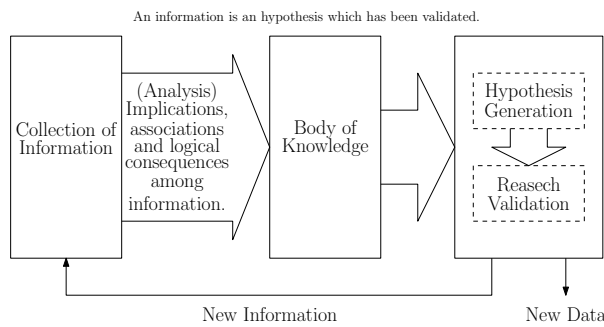 An information is an hypothesis which has been validated.
Collection of
Information
(Analysis)
Implications,
associations
and logical
consequences
among
information.
Body of
Knowledge
Hypothesis
Generation
Reasech
Validation
New Information
New Data